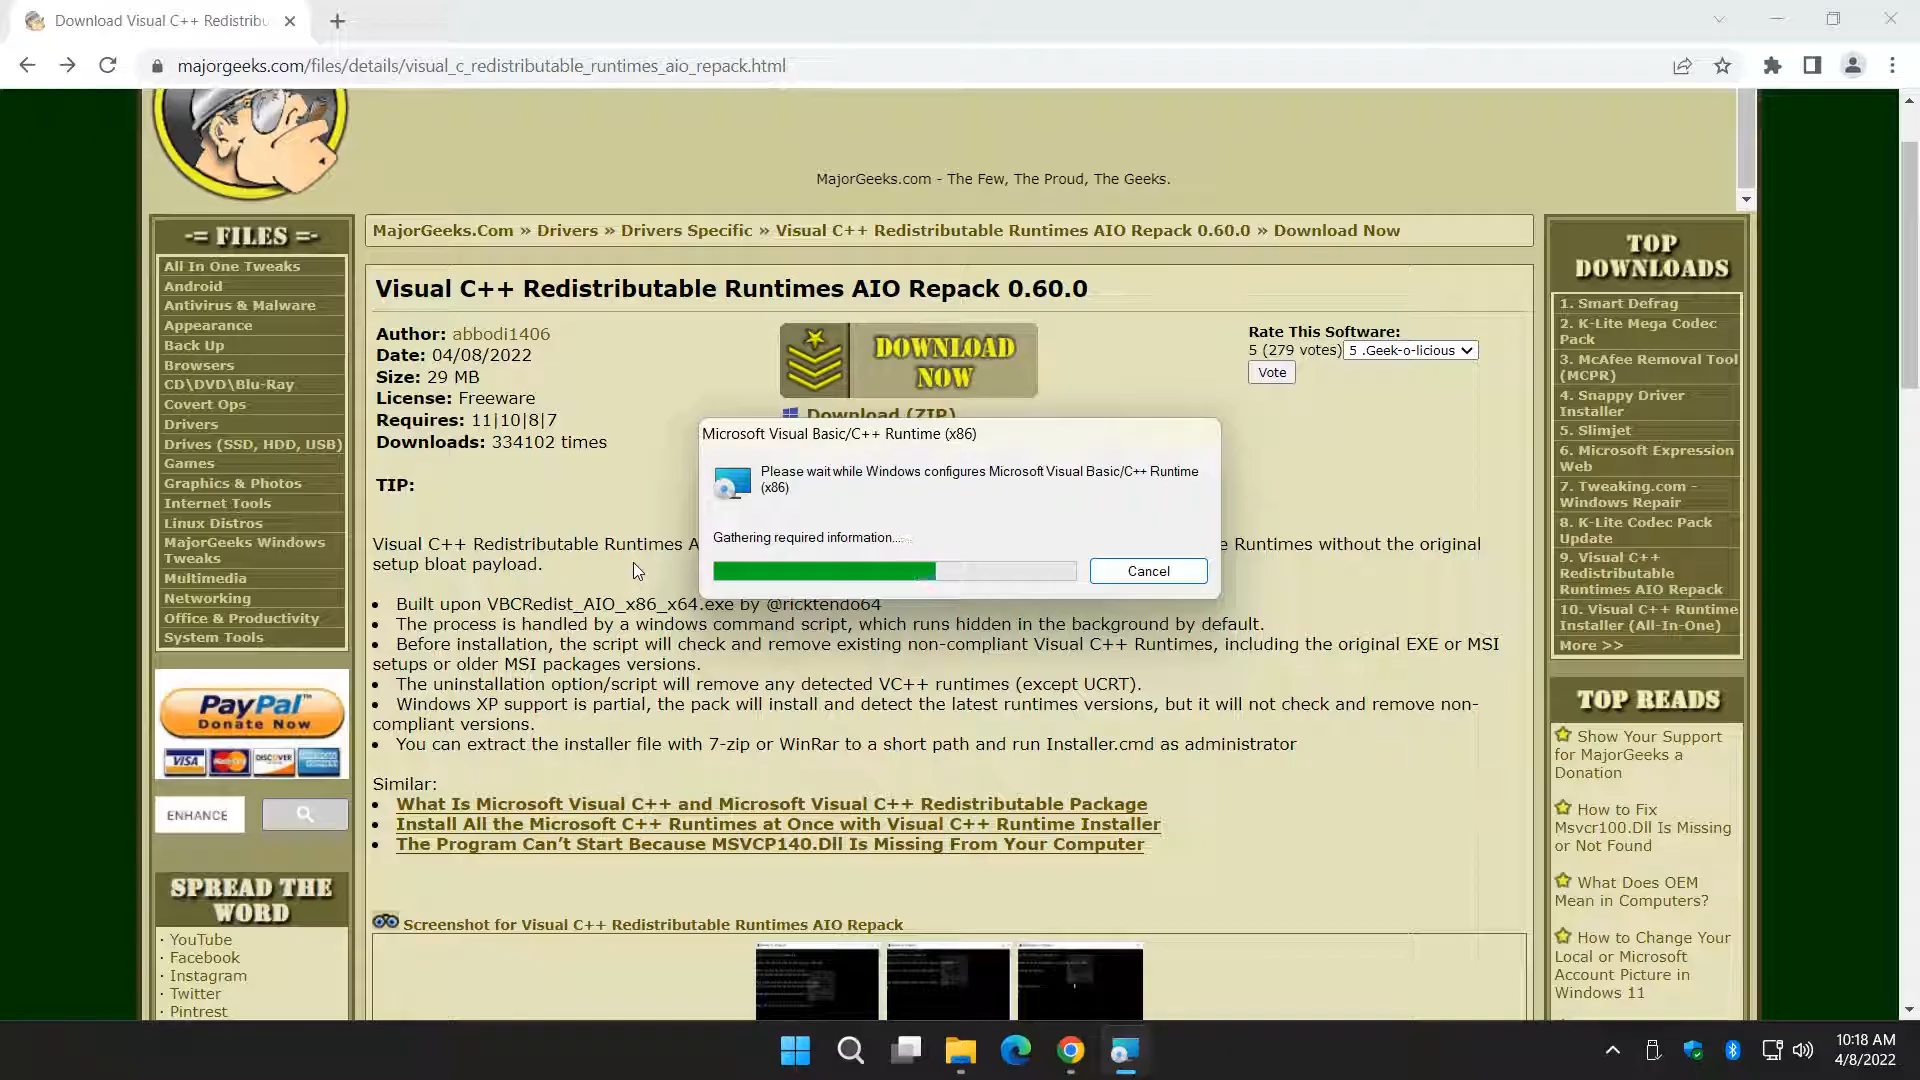 Download Visual C++ Redistribu
majorgeeks.com/files/details/visual_c_redistributable_runtimes_aio_repack.html
MajorGeeks.com - The Few, The Proud, The Geeks.
-= FILES =-
All In One Tweaks
Android
Antivirus & Malware
Appearance
Back Up
Browsers
CD\DVD\Blu-Ray
Covert Ops
Drivers
Drives (SSD, HDD, USB)
Games
Graphics & Photos
Internet Tools
Linux Distros
MajorGeeks Windows
Tweaks
Multimedia
Networking
Office & Productivity
System Tools
PayPal
Donate Now
VISA
MasterCard
DISCOVER
ENHANCE
SPREAD THE
WORD
· YouTube
· Facebook
· Instagram
· Twitter
· Pintrest
MajorGeeks.Com » Drivers » Drivers Specific » Visual C++ Redistributable Runtimes AIO Repack 0.60.0 » Download Now
Visual C++ Redistributable Runtimes AIO Repack 0.60.0
Author: abbodi1406
Date: 04/08/2022
Size: 29 MB
License: Freeware
Requires: 11|10|8|7
Downloads: 334102 times
TIP:
DOWNLOAD
NOW
Download (ZIP)
Rate This Software:
5 (279 votes) 5 .Geek-o-licious
Vote
Microsoft Visual Basic/C++ Runtime (x86)
Please wait while Windows configures Microsoft Visual Basic/C++ Runtime
(x86)
Gathering required information...
Cancel
Visual C++ Redistributable Runtimes A
e Runtimes without the original
setup bloat payload.
• Built upon VBCRedist_AIO_x86_x64.exe by @ricktendo64
• The process is handled by a windows command script, which runs hidden in the background by default.
• Before installation, the script will check and remove existing non-compliant Visual C++ Runtimes, including the original EXE or MSI
setups or older MSI packages versions.
• The uninstallation option/script will remove any detected VC++ runtimes (except UCRT).
• Windows XP support is partial, the pack will install and detect the latest runtimes versions, but it will not check and remove non-
compliant versions.
• You can extract the installer file with 7-zip or WinRar to a short path and run Installer.cmd as administrator
Similar:
• What Is Microsoft Visual C++ and Microsoft Visual C++ Redistributable Package
• Install All the Microsoft C++ Runtimes at Once with Visual C++ Runtime Installer
• The Program Can’t Start Because MSVCP140.Dll Is Missing From Your Computer
Screenshot for Visual C++ Redistributable Runtimes AIO Repack
TOP
DOWNLOADS
1. Smart Defrag
2. K-Lite Mega Codec
Pack
3. McAfee Removal Tool
(MCPR)
4. Snappy Driver
Installer
5. Slimjet
6. Microsoft Expression
Web
7. Tweaking.com -
Windows Repair
8. K-Lite Codec Pack
Update
9. Visual C++
Redistributable
Runtimes AIO Repack
10. Visual C++ Runtime
Installer (All-In-One)
More >>
TOP READS
Show Your Support
for MajorGeeks a
Donation
How to Fix
Msvcr100.Dll Is Missing
or Not Found
What Does OEM
Mean in Computers?
How to Change Your
Local or Microsoft
Account Picture in
Windows 11
10:18 AM
4/8/2022